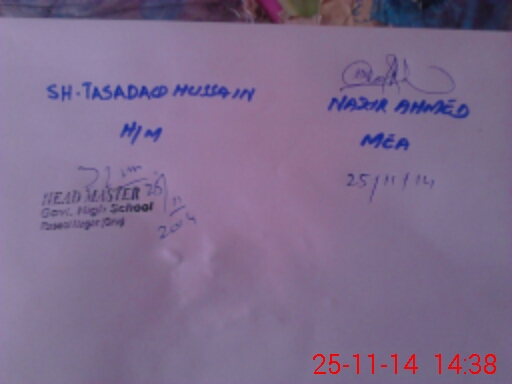 SH. TASADAQ HUSSAIN
H/M
HEAD MASTER
Govt. High School
25/11/2014
NAZIR AHMED
MEA
25/11/14
25-11-14 14:38